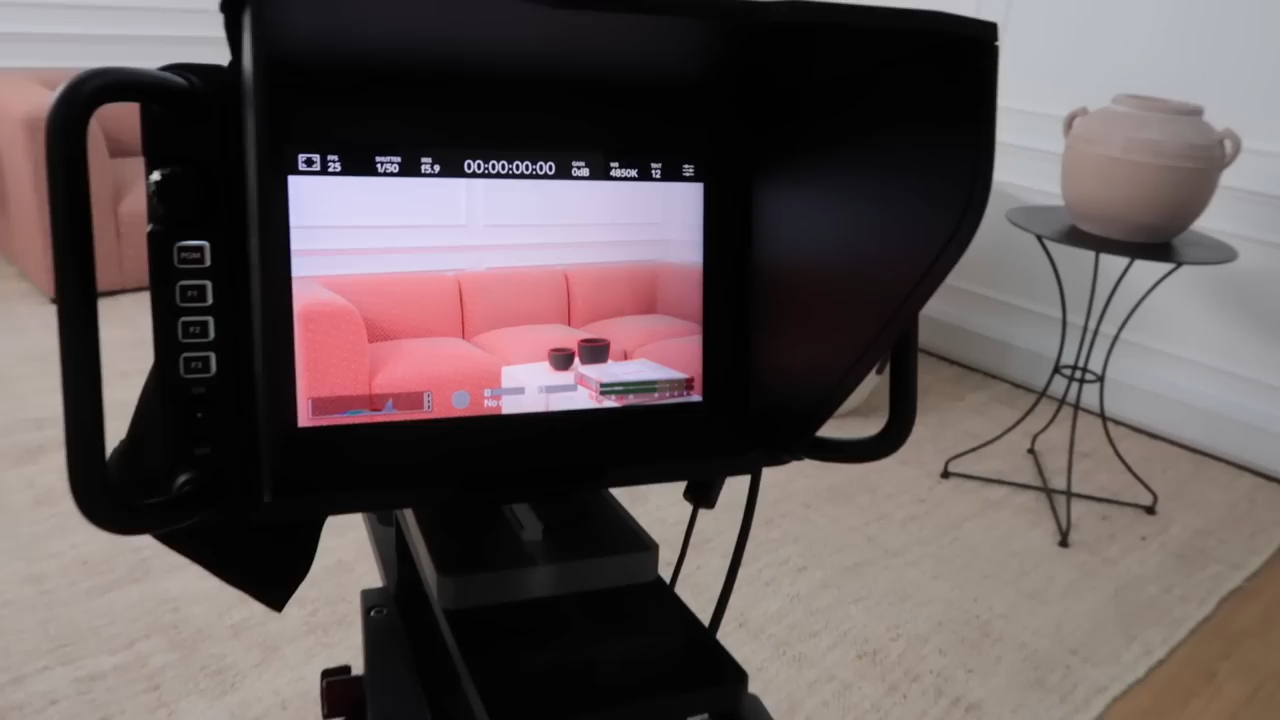 FPS
25
SHUTTER
1/50
IRIS
f5.9
00:00:00:00
GAIN
0dB
WB
4850K
TINT
12
PGM
F1
F2
F3
No